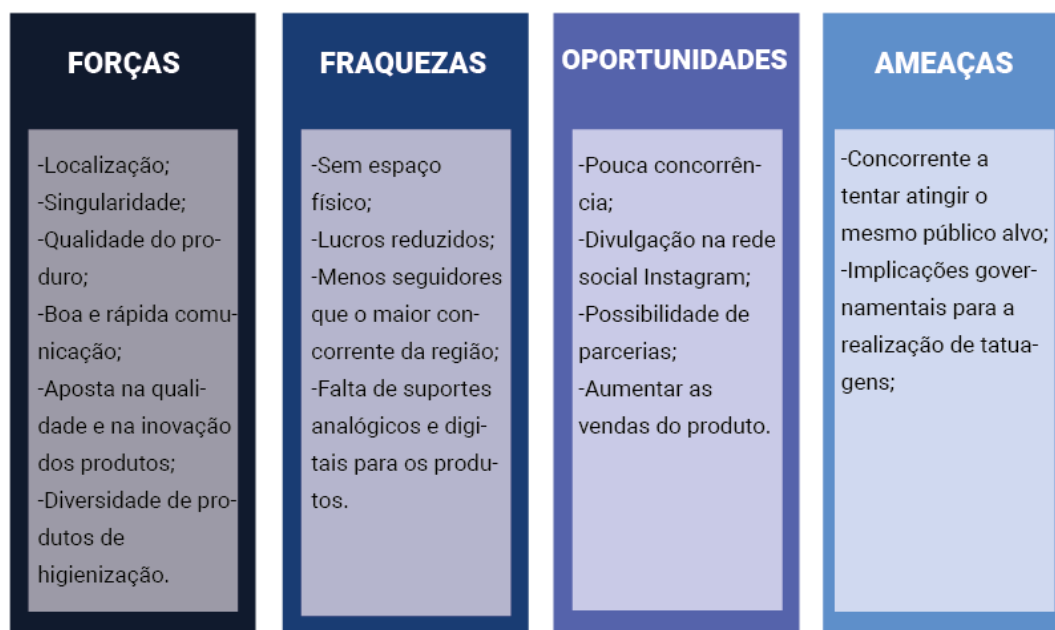 FORÇAS
-Localização;
-Singularidade;
-Qualidade do pro-
duro;
-Boa e rápida comu-
nicação;
-Aposta na quali-
dade e na inovação
dos produtos;
-Diversidade de pro-
dutos de
higienização.
FRAQUEZAS
-Sem espaço
físico;
-Lucros reduzidos;
-Menos seguidores
que o maior con-
corrente da região;
-Falta de suportes
analógicos e digi-
tais para os produ-
tos.
OPORTUNIDADES
-Pouca concorrên-
cia;
-Divulgação na rede
social Instagram;
-Possibilidade de
parcerias;
-Aumentar as
vendas do produto.
AMEAÇAS
-Concorrente a
tentar atingir o
mesmo público alvo;
-Implicações gover-
namentais para a
realização de tatua-
gens;